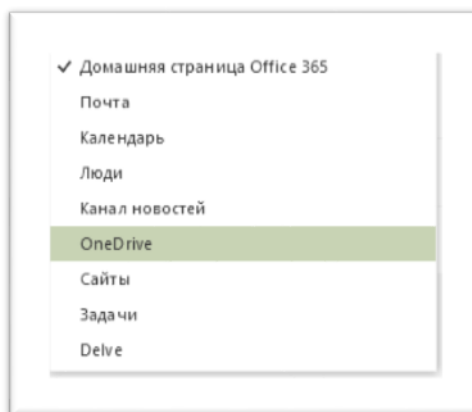 Домашняя страница Office 365
Почта
Календарь
Люди
Канал новостей
OneDrive
Сайты
Задачи
Delve